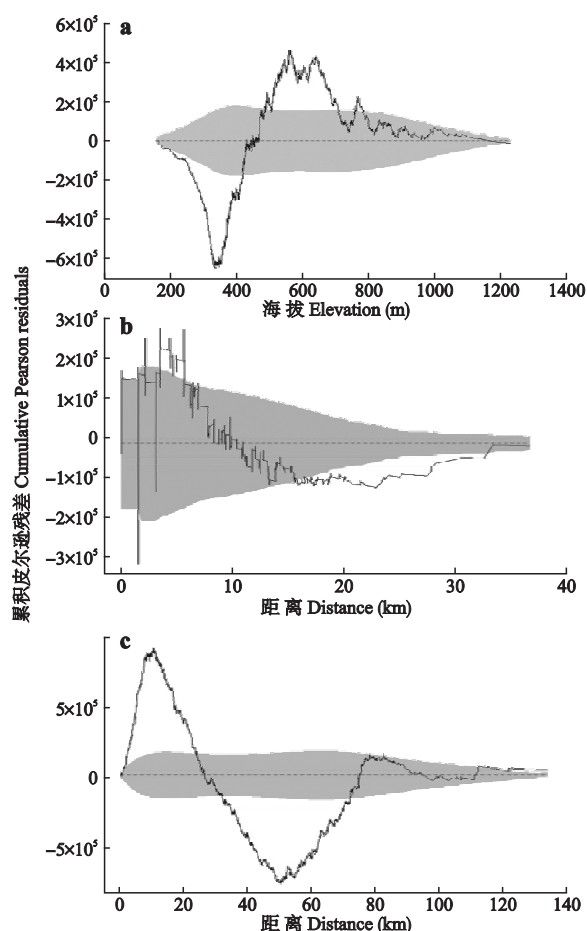 a
6×10⁵
4×10⁵
2×10⁵
0
−2×10⁵
−4×10⁵
−6×10⁵
0 200 400 600 800 1000 1200 1400
海 拔 Elevation (m)
累积皮尔逊残差 Cumulative Pearson residuals
b
3×10⁵
2×10⁵
1×10⁵
0
−1×10⁵
−2×10⁵
−3×10⁵
0 10 20 30 40
距 离 Distance (km)
c
5×10⁵
0
−5×10⁵
0 20 40 60 80 100 120 140
距 离 Distance (km)